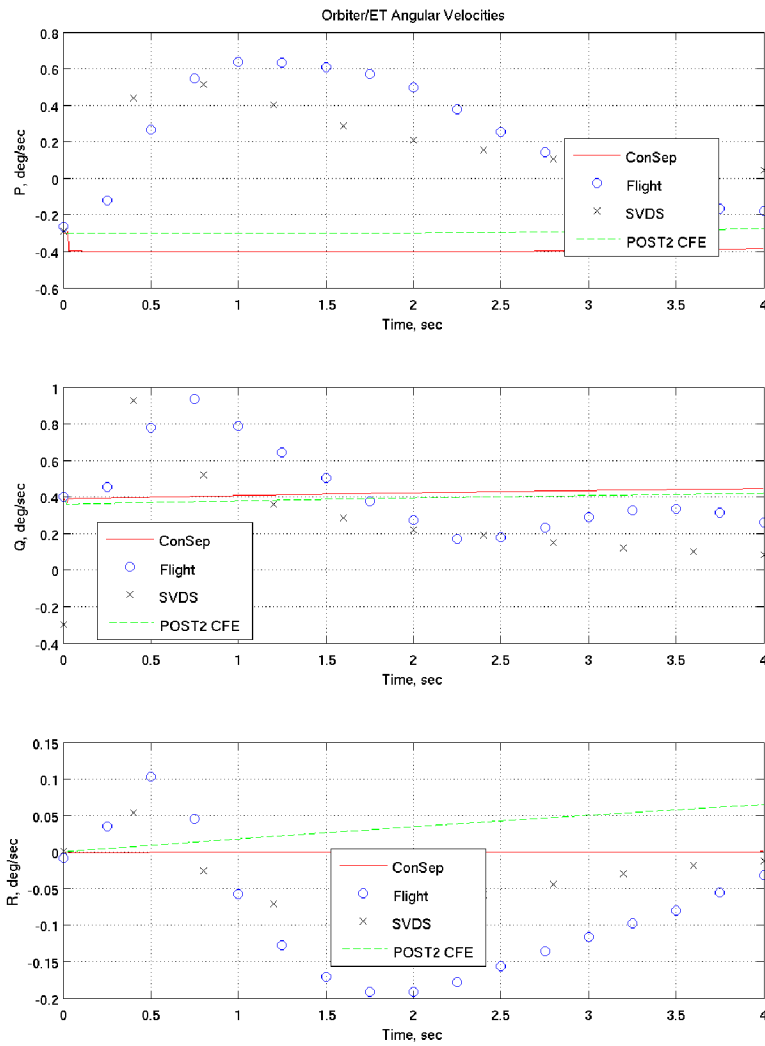 Orbiter/ET Angular Velocities
0.8
0.6
0.4
0.2
0
-0.2
-0.4
-0.6
P, deg/sec
ConSep
Flight
SVDS
POST2 CFE
0 0.5 1 1.5 2 2.5 3 3.5 4
Time, sec
1
0.8
0.6
0.4
0.2
0
-0.2
-0.4
Q, deg/sec
ConSep
Flight
SVDS
POST2 CFE
0 0.5 1 1.5 2 2.5 3 3.5 4
Time, sec
0.15
0.1
0.05
0
-0.05
-0.1
-0.15
-0.2
R, deg/sec
ConSep
Flight
SVDS
POST2 CFE
0 0.5 1 1.5 2 2.5 3 3.5 4
Time, sec